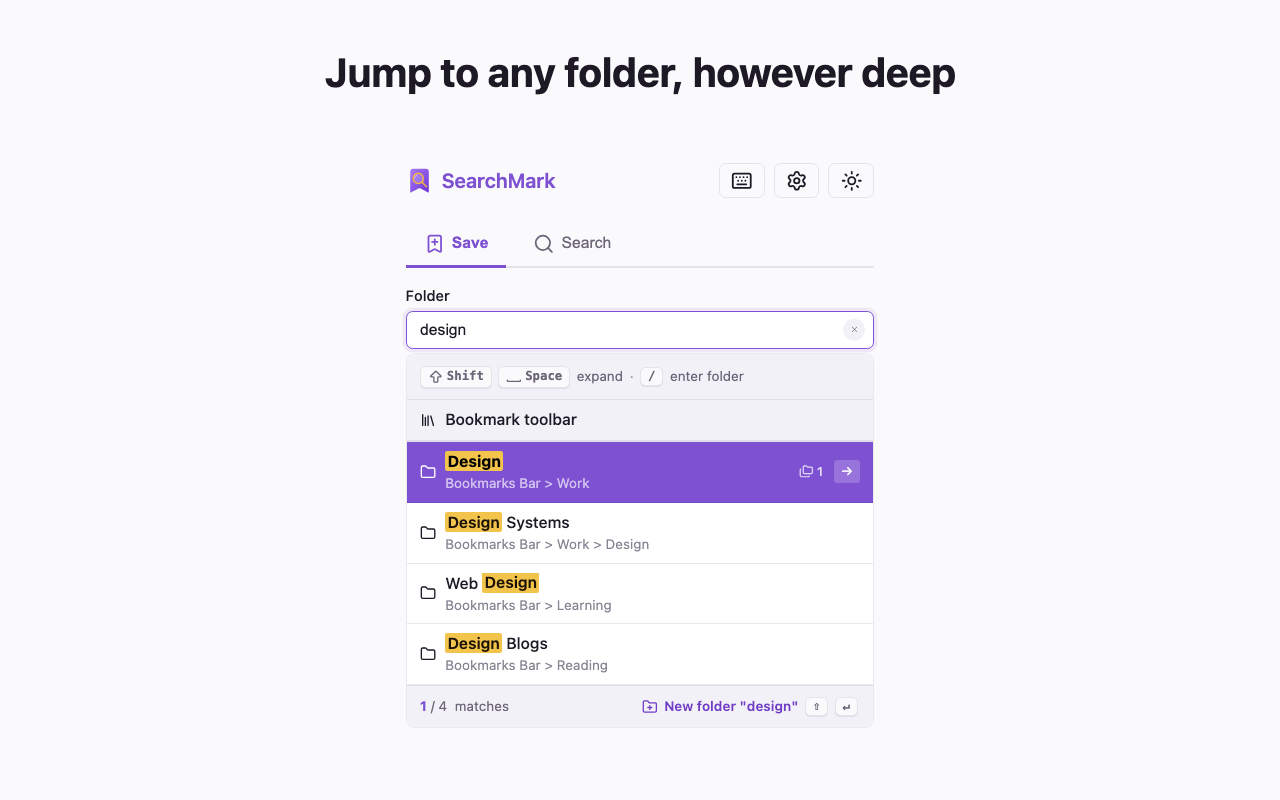 Jump to any folder, however deep
SearchMark
Save
Search
Folder
design
⇧ Shift ⎵ Space expand · / enter folder
Bookmark toolbar
Design
1
Bookmarks Bar > Work
Design Systems
Bookmarks Bar > Work > Design
Web Design
Bookmarks Bar > Learning
Design Blogs
Bookmarks Bar > Reading
1 / 4 matches
New folder "design" ⇧ ↵